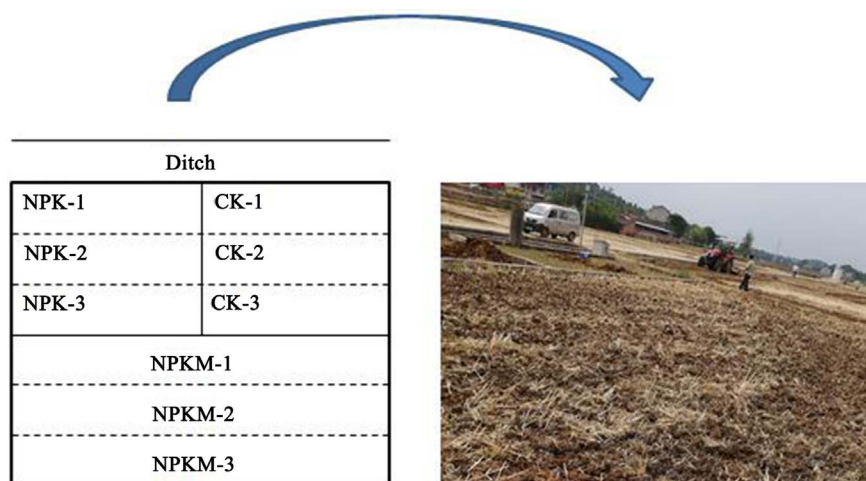 Ditch
NPK-1 CK-1
NPK-2 CK-2
NPK-3 CK-3
NPKM-1
NPKM-2
NPKM-3